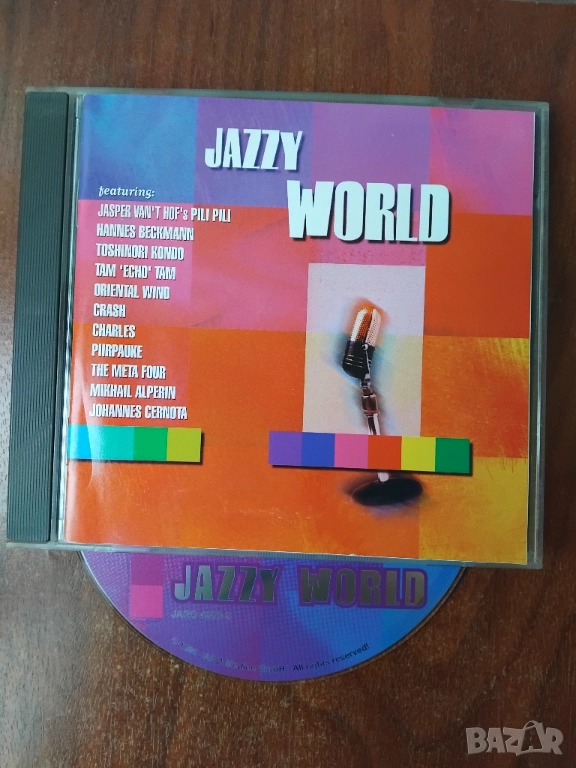 JAZZY
WORLD
featuring:
JASPER VAN'T HOF's PILI PILI
HANNES BECKMANN
TOSHINORI KONDO
TAM 'ECHO' TAM
ORIENTAL WIND
CRASH
CHARLES
PIIRPAUKE
THE META FOUR
MIKHAIL ALPERIN
JOHANNES CERNOTA
JAZZY WORLD
JARO
All rights reserved!
BAZAR